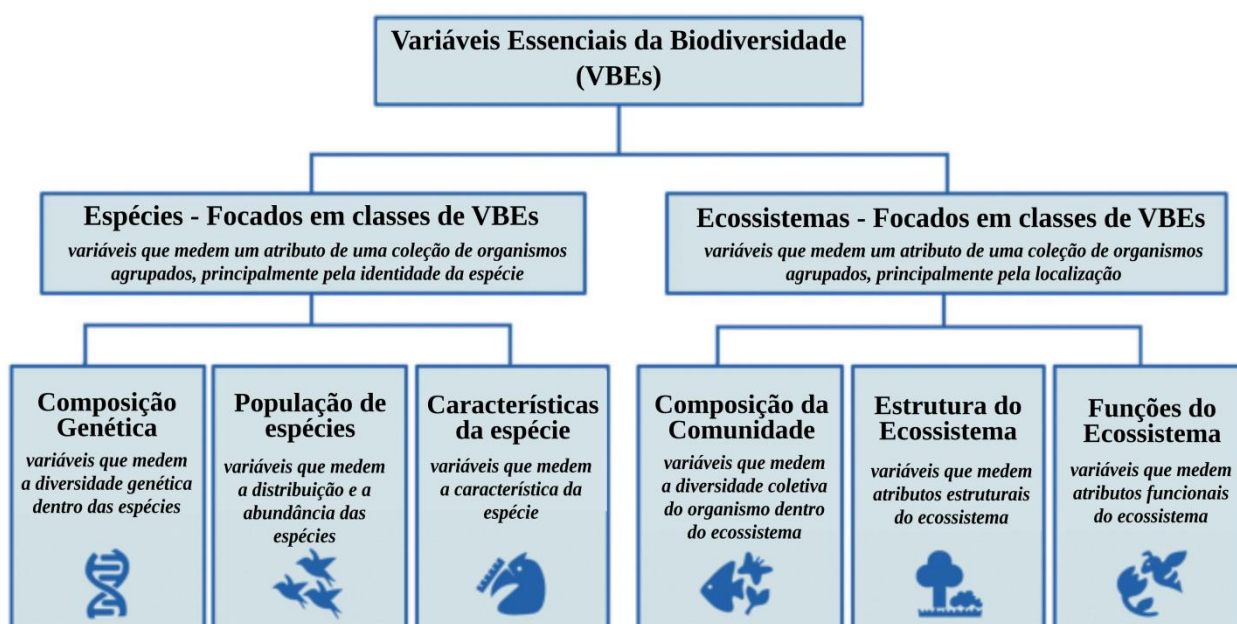 Variáveis Essenciais da Biodiversidade
(VBEs)
Espécies - Focados em classes de VBEs
variáveis que medem um atributo de uma coleção de organismos
agrupados, principalmente pela identidade da espécie
Ecossistemas - Focados em classes de VBEs
variáveis que medem um atributo de uma coleção de organismos
agrupados, principalmente pela localização
Composição
Genética
variáveis que medem
a diversidade genética
dentro das espécies
População de
espécies
variáveis que medem
a distribuição e a
abundância das
espécies
Características
da espécie
variáveis que medem
a característica da
espécie
Composição da
Comunidade
variáveis que medem
a diversidade coletiva
do organismo dentro
do ecossistema
Estrutura do
Ecossistema
variáveis que medem
atributos estruturais
do ecossistema
Funções do
Ecossistema
variáveis que medem
atributos funcionais
do ecossistema